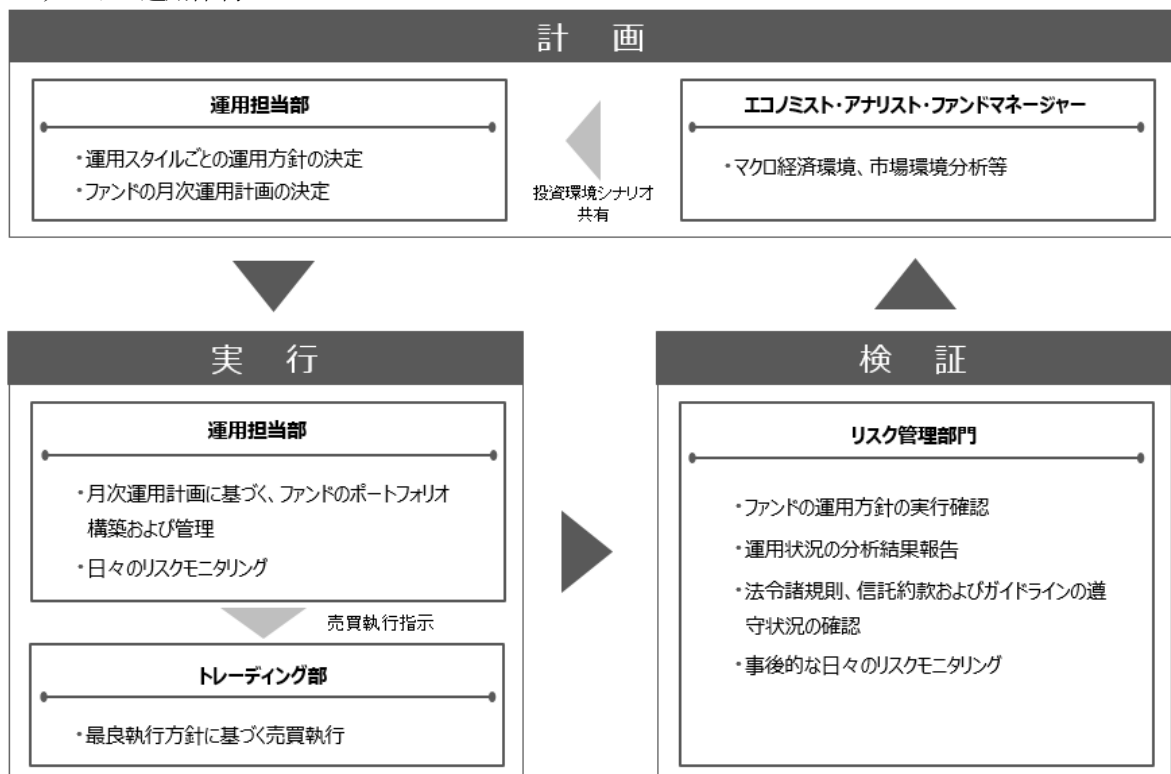 計 画
運用担当部
・運用スタイルごとの運用方針の決定
・ファンドの月次運用計画の決定
投資環境シナリオ
共有
エコノミスト・アナリスト・ファンドマネージャー
・マクロ経済環境、市場環境分析等
実 行
運用担当部
・月次運用計画に基づく、ファンドのポートフォリオ
構築および管理
・日々のリスクモニタリング
売買執行指示
トレーディング部
・最良執行方針に基づく売買執行
検 証
リスク管理部門
・ファンドの運用方針の実行確認
・運用状況の分析結果報告
・法令諸規則、信託約款およびガイドラインの遵
守状況の確認
・事後的な日々のリスクモニタリング